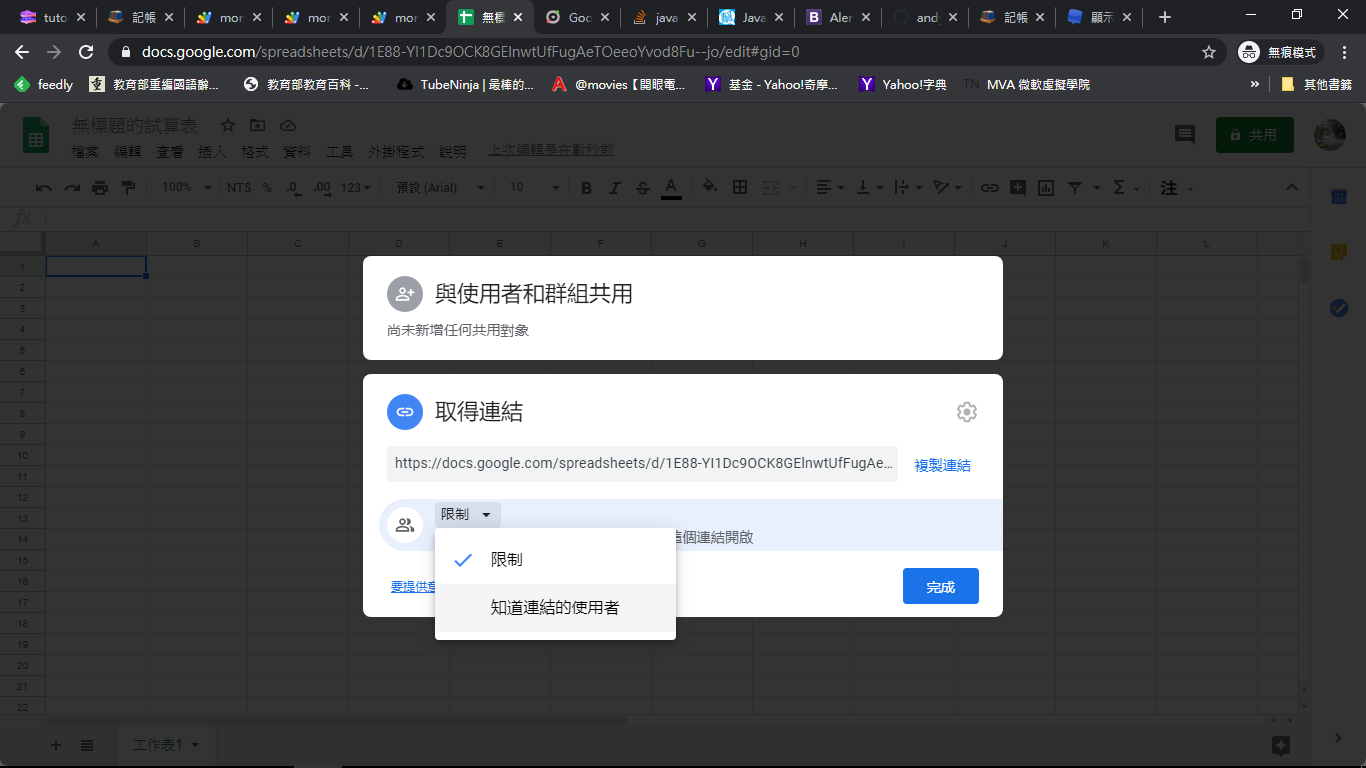 tuto
記帳
mor
mor
mor
無標
Goo
java
Java
Aler
andy
記帳
顯示
docs.google.com/spreadsheets/d/1E88-YI1Dc9OCK8GElnwtUfFugAeTOeeoYvod8Fu--jo/edit#gid=0
無痕模式
feedly
教育部重編國語辭...
教育部教育百科 -...
TubeNinja | 最棒的...
@movies【開眼電...
基金 - Yahoo!奇摩...
Yahoo!字典
TN MVA 微軟虛擬學院
»
其他書籤
無標題的試算表
共用
檔案 編輯 查看 插入 格式 資料 工具 外掛程式 說明 上次編輯是在數秒前
100% NT$ % .0 .00 123 預設 (Arial) 10 B I S A Σ 注
fx
A B C D E F G H I J K L
1
2
3
4
5
6
7
8
9
10
11
12
13
14
15
16
17
18
19
20
21
22
與使用者和群組共用
尚未新增任何共用對象
取得連結
https://docs.google.com/spreadsheets/d/1E88-YI1Dc9OCK8GElnwtUfFugAe...
複製連結
限制
這個連結開啟
限制
知道連結的使用者
要提供意
完成
工作表1
31